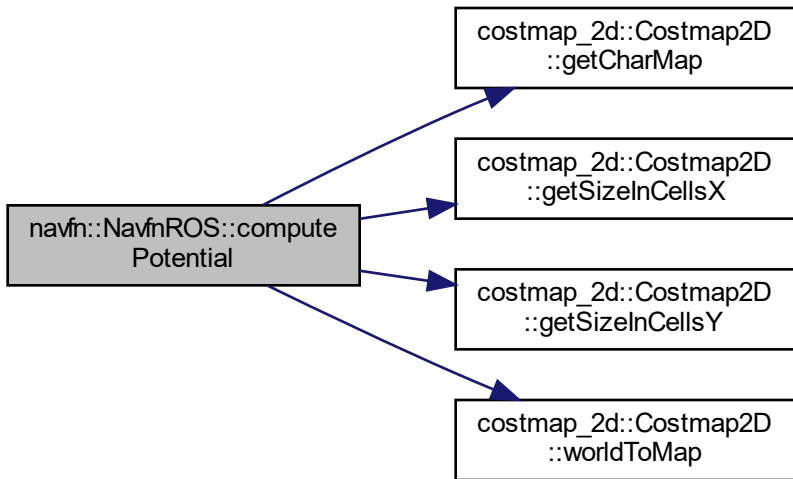 costmap_2d::Costmap2D
::getCharMap
costmap_2d::Costmap2D
::getSizeInCellsX
navfn::NavfnROS::compute
Potential
costmap_2d::Costmap2D
::getSizeInCellsY
costmap_2d::Costmap2D
::worldToMap